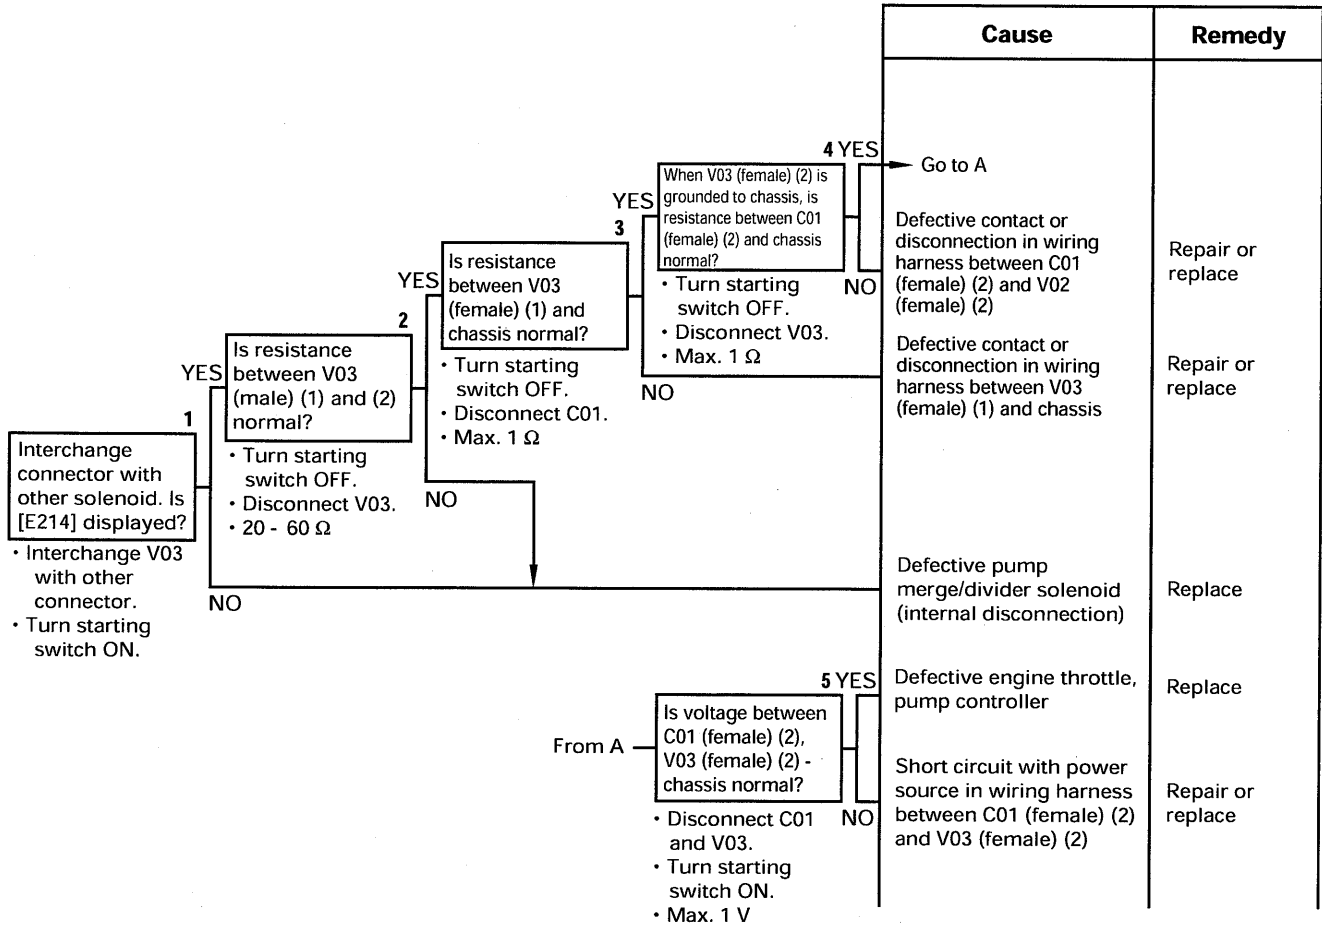 Cause
Remedy
4 YES
Go to A
When V03 (female) (2) is
grounded to chassis, is
resistance between C01
(female) (2) and chassis
normal?
YES
3
NO
• Turn starting
switch OFF.
• Disconnect V03.
• Max. 1 Ω
Defective contact or
disconnection in wiring
harness between C01
(female) (2) and V02
(female) (2)
Repair or
replace
Is resistance
between V03
(female) (1) and
chassis normal?
YES
2
• Turn starting
switch OFF.
• Disconnect C01.
• Max. 1 Ω
NO
Defective contact or
disconnection in wiring
harness between V03
(female) (1) and chassis
Repair or
replace
Is resistance
between V03
(male) (1) and (2)
normal?
YES
1
• Turn starting
switch OFF.
• Disconnect V03.
• 20 - 60 Ω
NO
Interchange
connector with
other solenoid. Is
[E214] displayed?
• Interchange V03
with other
connector.
• Turn starting
switch ON.
NO
Defective pump
merge/divider solenoid
(internal disconnection)
Replace
5 YES
Defective engine throttle,
pump controller
Replace
From A
Is voltage between
C01 (female) (2),
V03 (female) (2) -
chassis normal?
NO
• Disconnect C01
and V03.
• Turn starting
switch ON.
• Max. 1 V
Short circuit with power
source in wiring harness
between C01 (female) (2)
and V03 (female) (2)
Repair or
replace